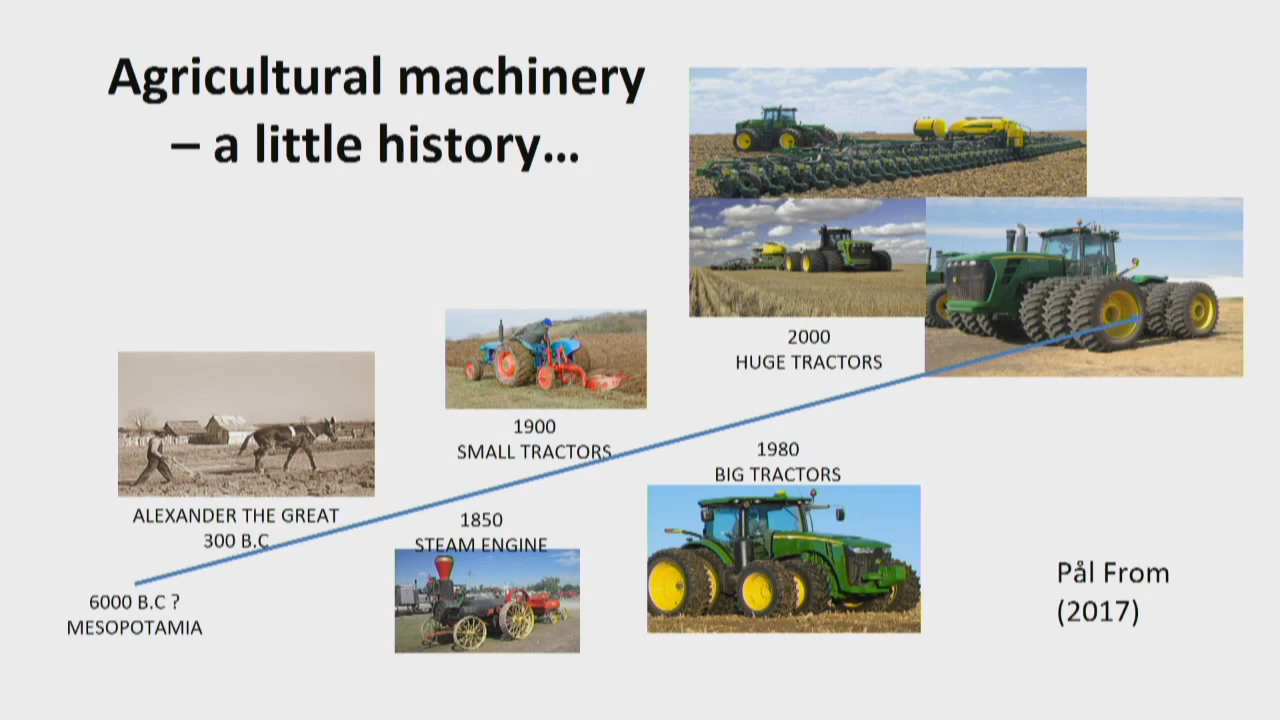 Agricultural machinery
– a little history...
2000
HUGE TRACTORS
1900
SMALL TRACTORS
1980
BIG TRACTORS
ALEXANDER THE GREAT
300 B.C
1850
STEAM ENGINE
6000 B.C ?
MESOPOTAMIA
Pål From
(2017)